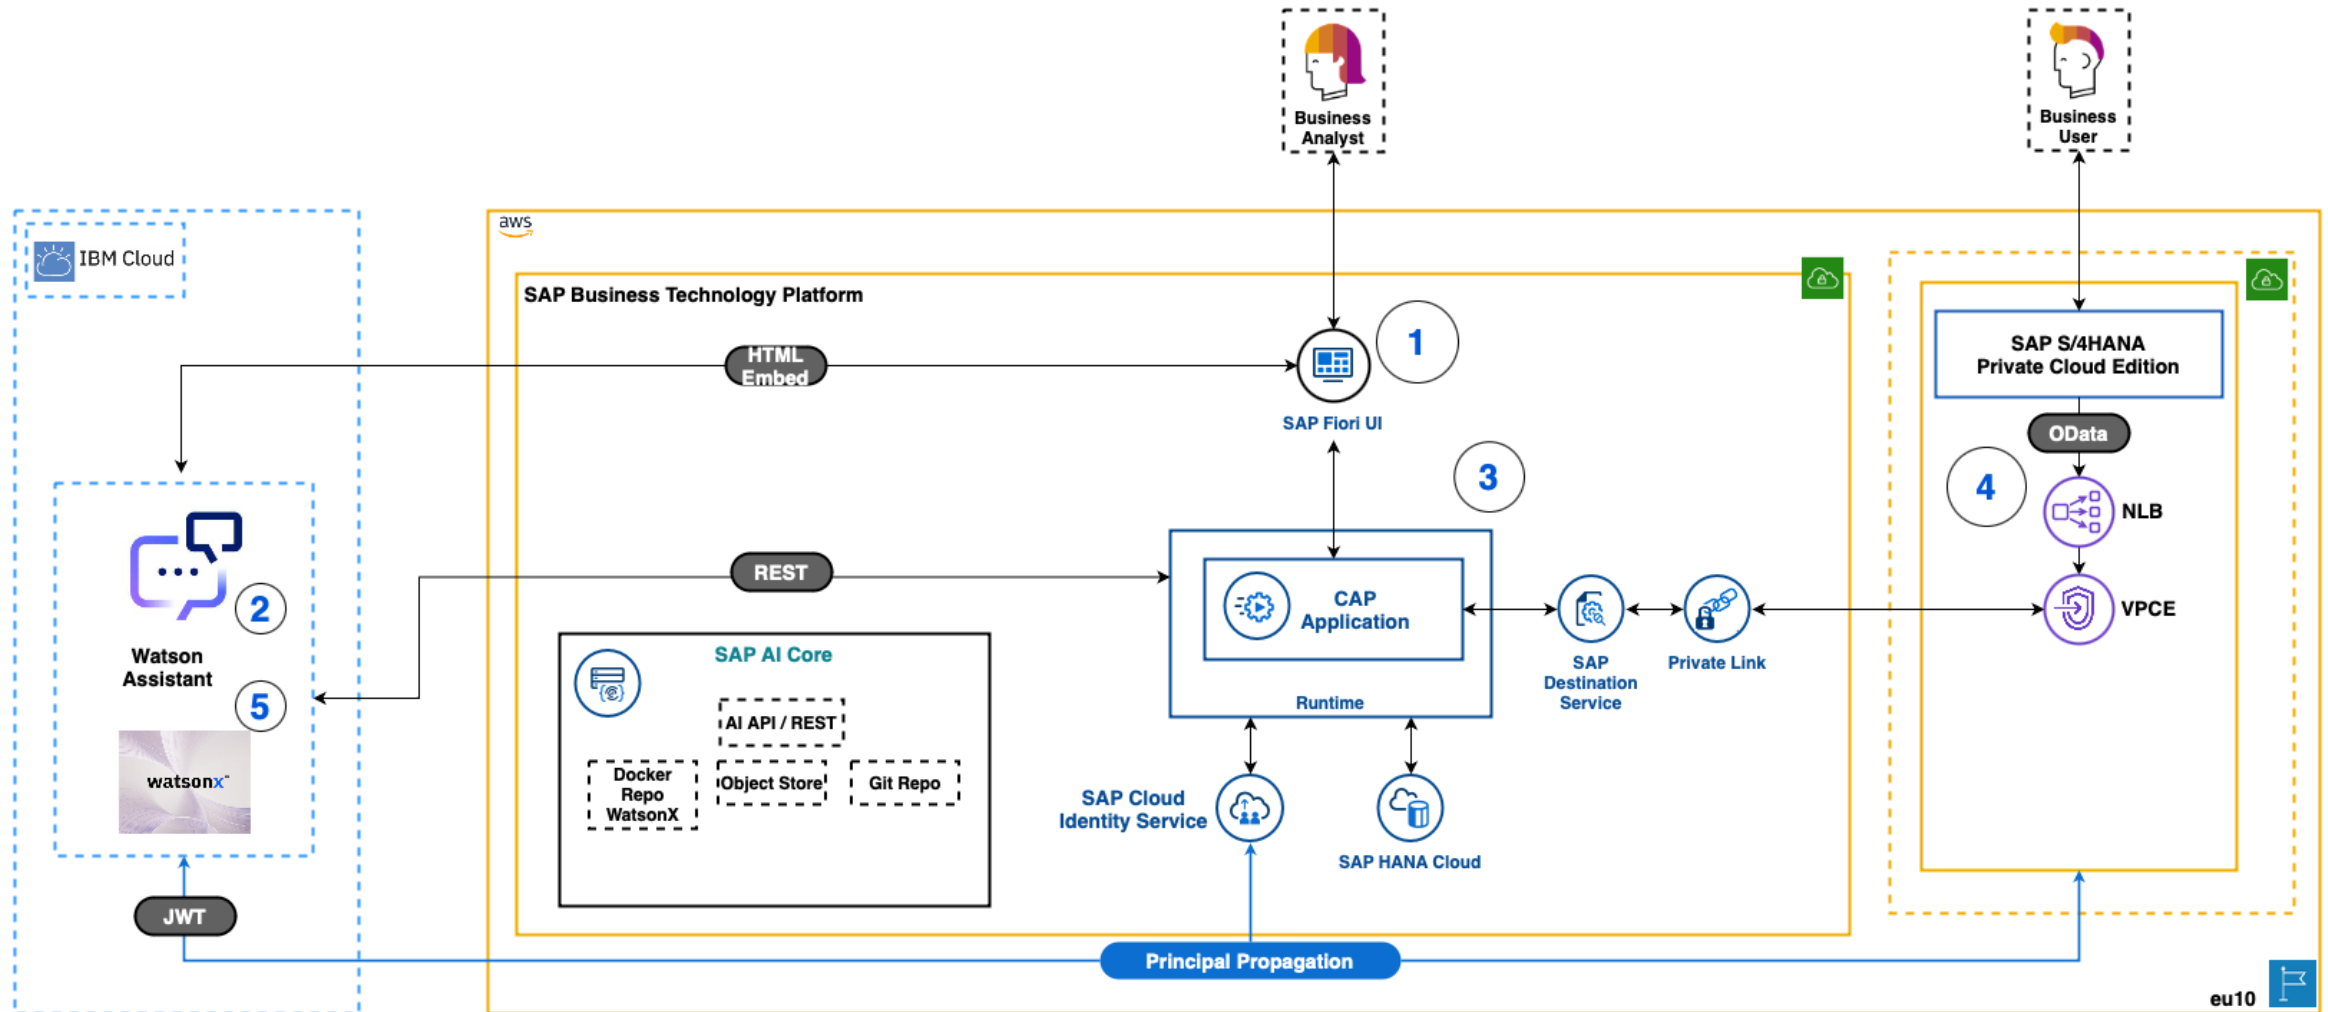 Business
Analyst
Business
User
IBM Cloud
aws
SAP Business Technology Platform
HTML
Embed
1
SAP Fiori UI
SAP S/4HANA
Private Cloud Edition
OData
3
4
NLB
REST
CAP
Application
VPCE
2
Watson
Assistant
SAP AI Core
SAP
Destination
Service
Private Link
Runtime
5
AI API / REST
watsonx™
Docker
Repo
WatsonX
Object Store
Git Repo
SAP Cloud
Identity Service
SAP HANA Cloud
JWT
Principal Propagation
eu10